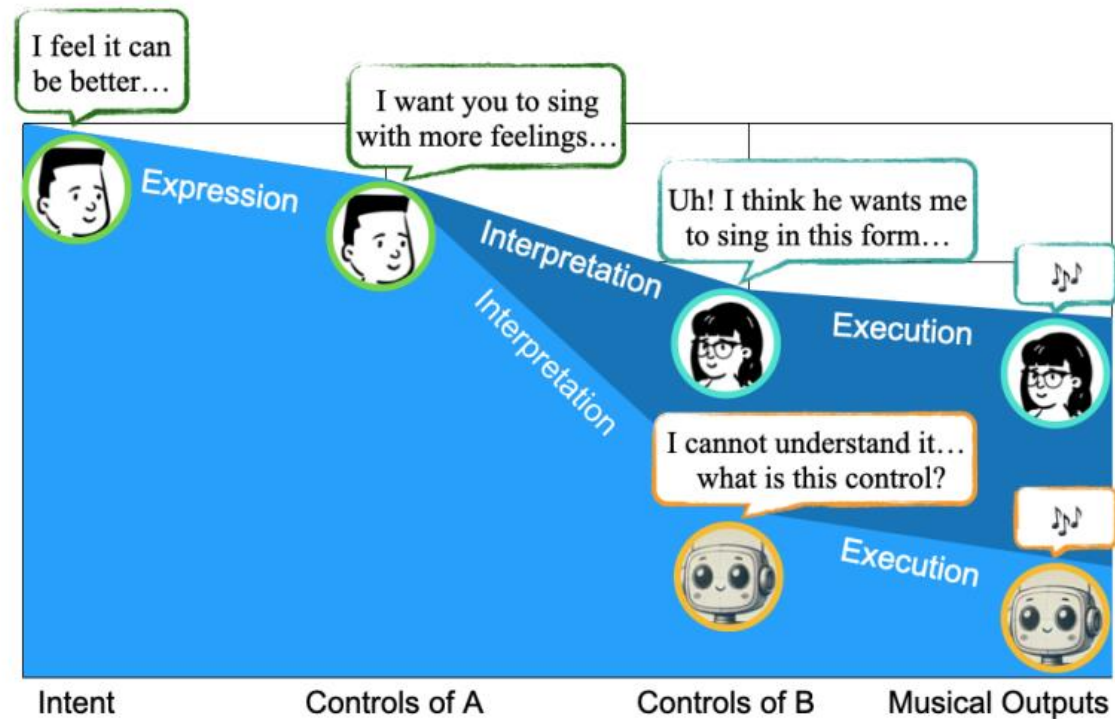 I feel it can
be better…
I want you to sing
with more feelings…
Expression
Interpretation
Interpretation
Uh! I think he wants me
to sing in this form…
Execution
I cannot understand it…
what is this control?
Execution
Intent
Controls of A
Controls of B
Musical Outputs